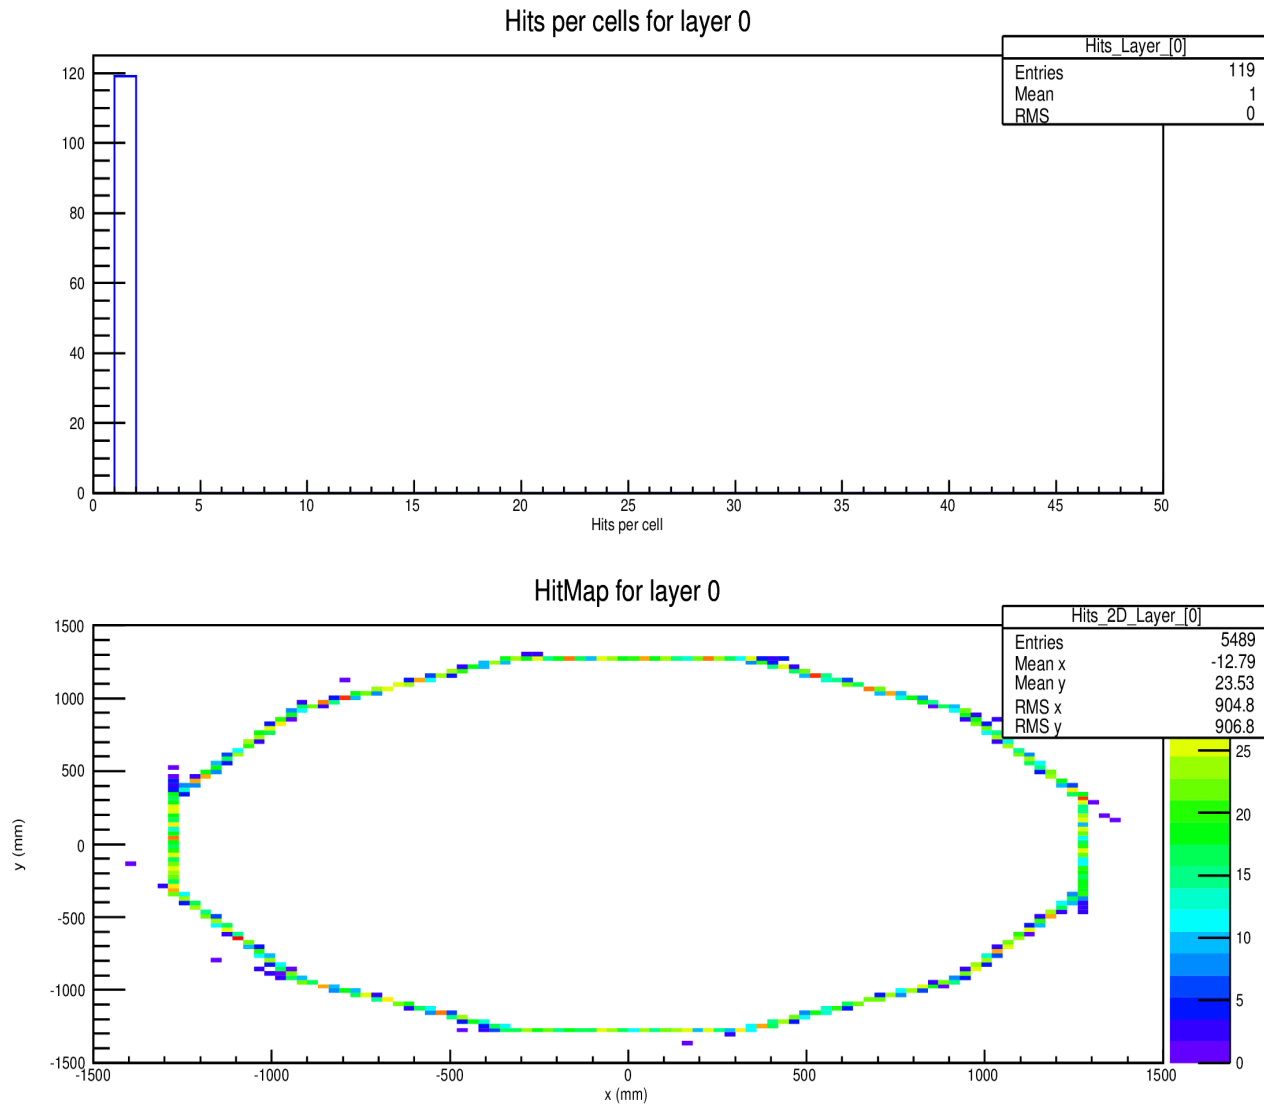 Hits per cells for layer 0
Hits_Layer_[0]
Entries 119
Mean 1
RMS 0
120
100
80
60
40
20
0
0 5 10 15 20 25 30 35 40 45 50
Hits per cell
HitMap for layer 0
Hits_2D_Layer_[0]
Entries 5489
Mean x -12.79
Mean y 23.53
RMS x 904.8
RMS y 906.8
1500
1000
500
0
-500
-1000
-1500
y (mm)
25
20
15
10
5
0
-1500 -1000 -500 0 500 1000 1500
x (mm)